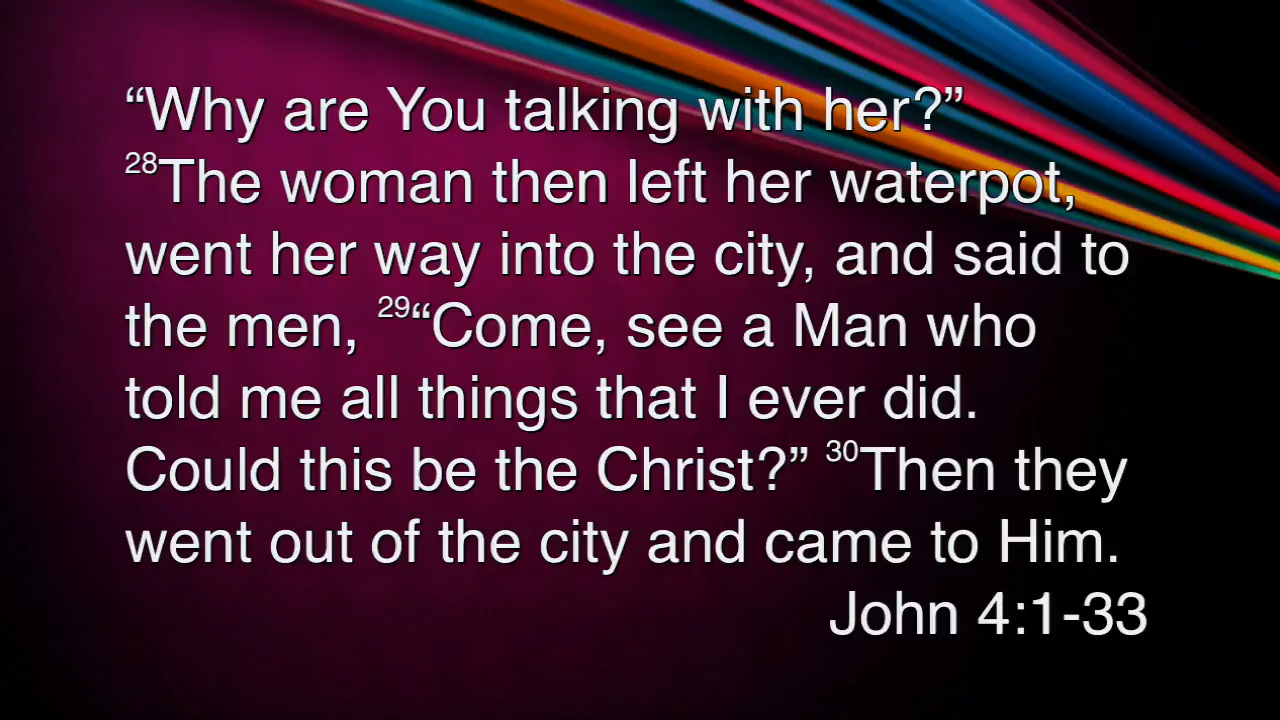 “Why are You talking with her?”
28The woman then left her waterpot,
went her way into the city, and said to
the men, 29“Come, see a Man who
told me all things that I ever did.
Could this be the Christ?” 30Then they
went out of the city and came to Him.
John 4:1-33